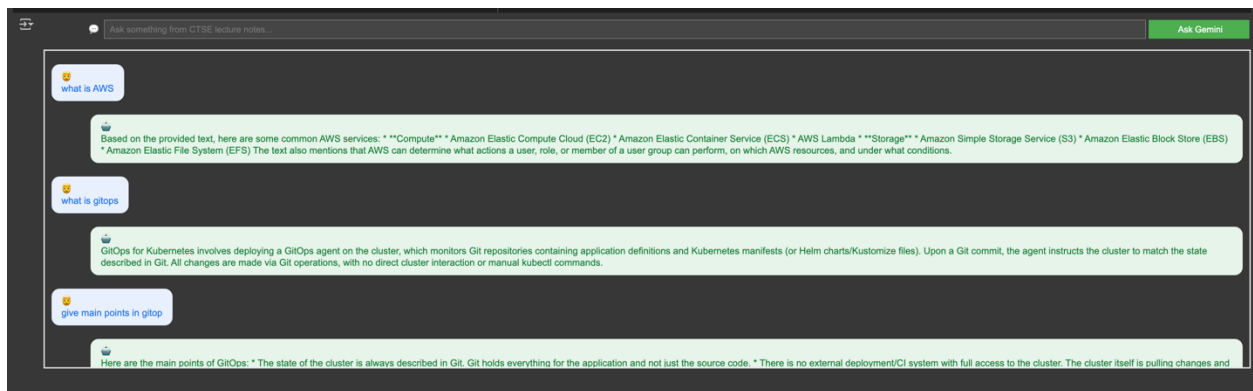 Ask something from CTSE lecture notes...
Ask Gemini
what is AWS
Based on the provided text, here are some common AWS services: * **Compute** * Amazon Elastic Compute Cloud (EC2) * Amazon Elastic Container Service (ECS) * AWS Lambda * **Storage** * Amazon Simple Storage Service (S3) * Amazon Elastic Block Store (EBS)
* Amazon Elastic File System (EFS) The text also mentions that AWS can determine what actions a user, role, or member of a user group can perform, on which AWS resources, and under what conditions.
what is gitops
GitOps for Kubernetes involves deploying a GitOps agent on the cluster, which monitors Git repositories containing application definitions and Kubernetes manifests (or Helm charts/Kustomize files). Upon a Git commit, the agent instructs the cluster to match the state
described in Git. All changes are made via Git operations, with no direct cluster interaction or manual kubectl commands.
give main points in gitop
Here are the main points of GitOps: * The state of the cluster is always described in Git. Git holds everything for the application and not just the source code. * There is no external deployment/CI system with full access to the cluster. The cluster itself is pulling changes and